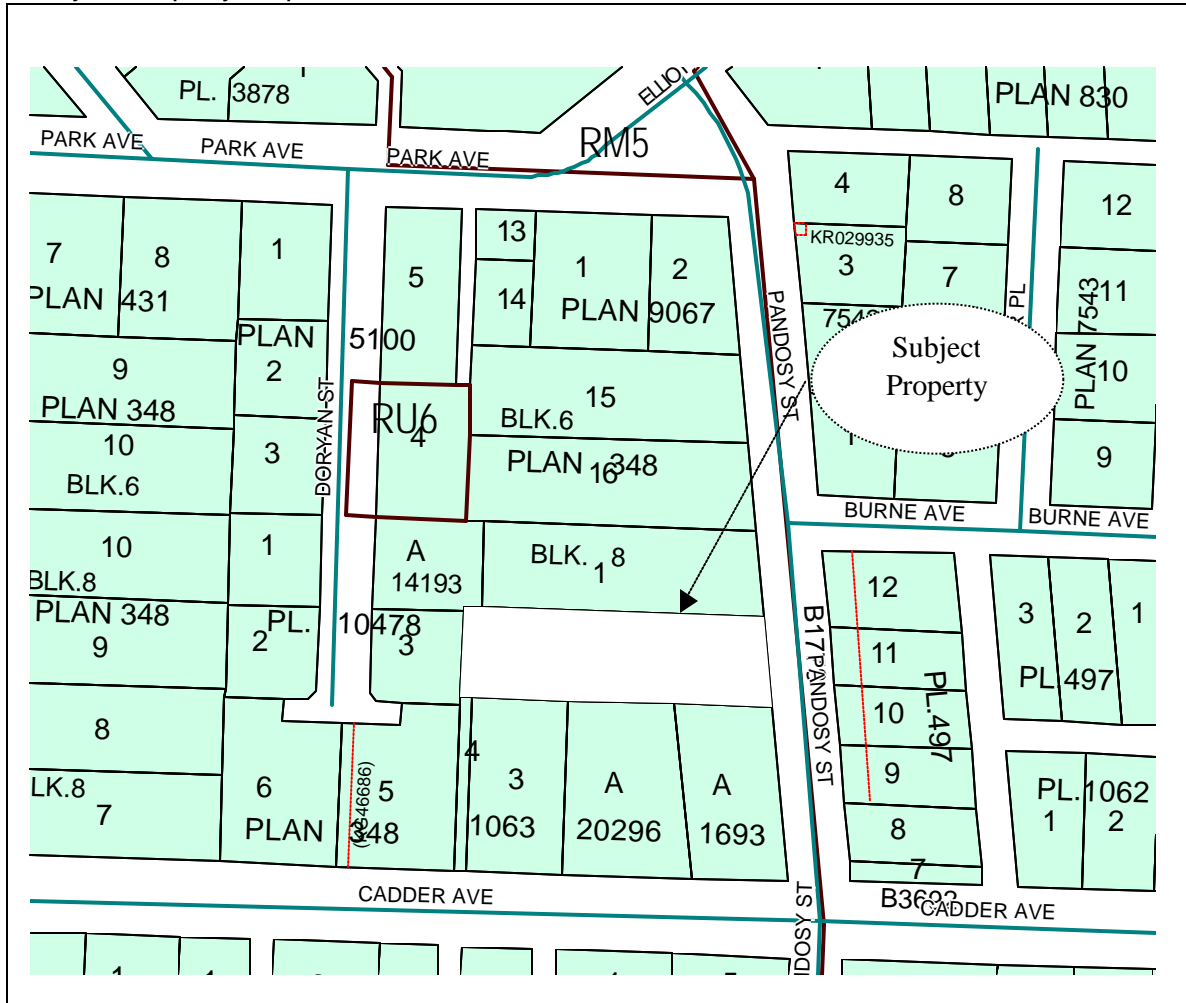 PL. 3878
ELLIOT
PLAN 830
PARK AVE
PARK AVE
PARK AVE
RM5
4
8
12
KR029935
3
7
7
8
1
5
13
1
2
14
PLAN 431
PLAN 9067
PLAN 7543
11
10
9
PANDOSY ST
Subject
Property
PLAN
2
5100
9
PLAN 348
10
BLK.6
3
DORYAN ST
RU6
4
15
BLK.6
PLAN 348
16
BURNE AVE
BURNE AVE
10
BLK.8
PLAN 348
9
1
2
PL. 10478
A
14193
3
BLK. 8
1
B17
PANDOSY ST
12
11
10
9
8
7
PL.497
3
2
1
PL.497
PL.1062
1
2
8
LK.8
7
6
5
PLAN 348
4
3
1063
A
20296
A
1693
B3692
CADDER AVE
CADDER AVE
NDOSY ST